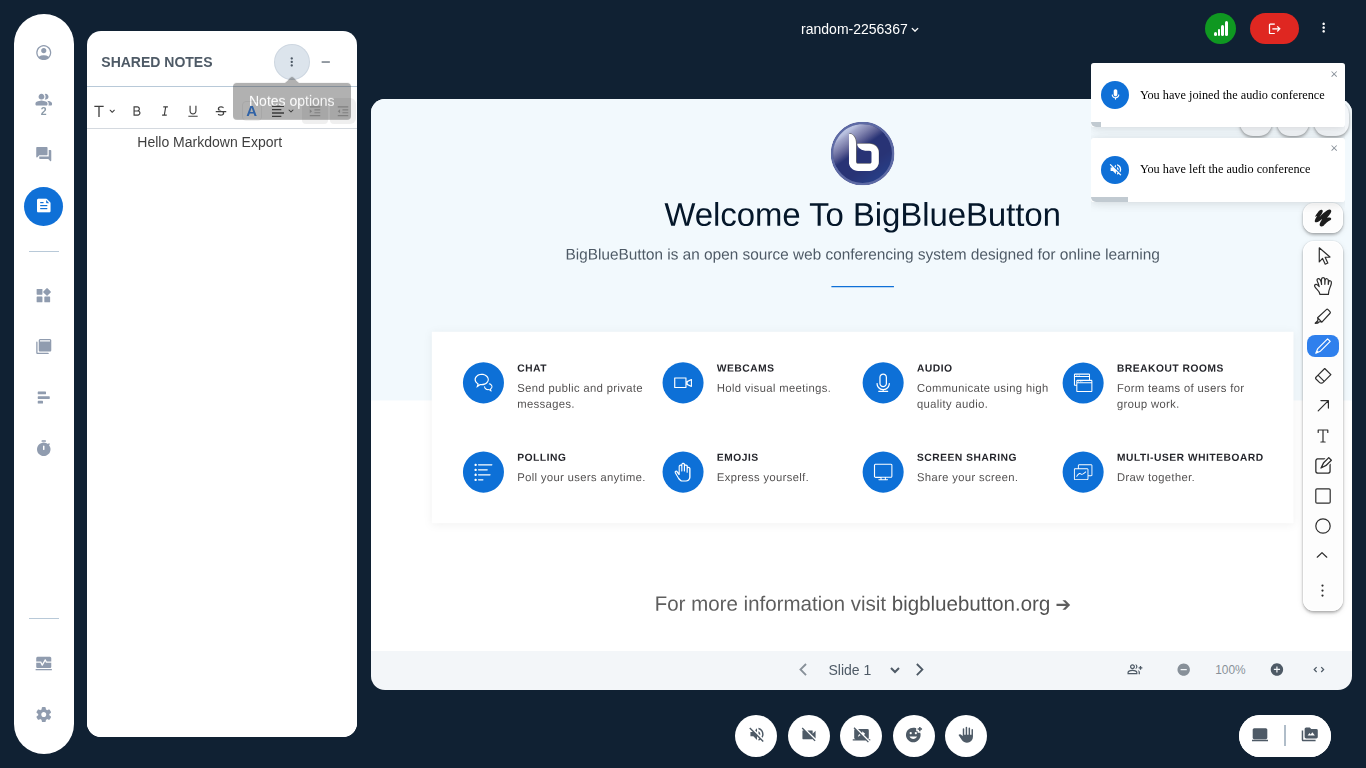 random-2256367
SHARED NOTES
Notes options
Hello Markdown Export
2
You have joined the audio conference
You have left the audio conference
Welcome To BigBlueButton
BigBlueButton is an open source web conferencing system designed for online learning
CHAT
Send public and private
messages.
WEBCAMS
Hold visual meetings.
AUDIO
Communicate using high
quality audio.
BREAKOUT ROOMS
Form teams of users for
group work.
POLLING
Poll your users anytime.
EMOJIS
Express yourself.
SCREEN SHARING
Share your screen.
MULTI-USER WHITEBOARD
Draw together.
For more information visit bigbluebutton.org ➔
Slide 1
100%